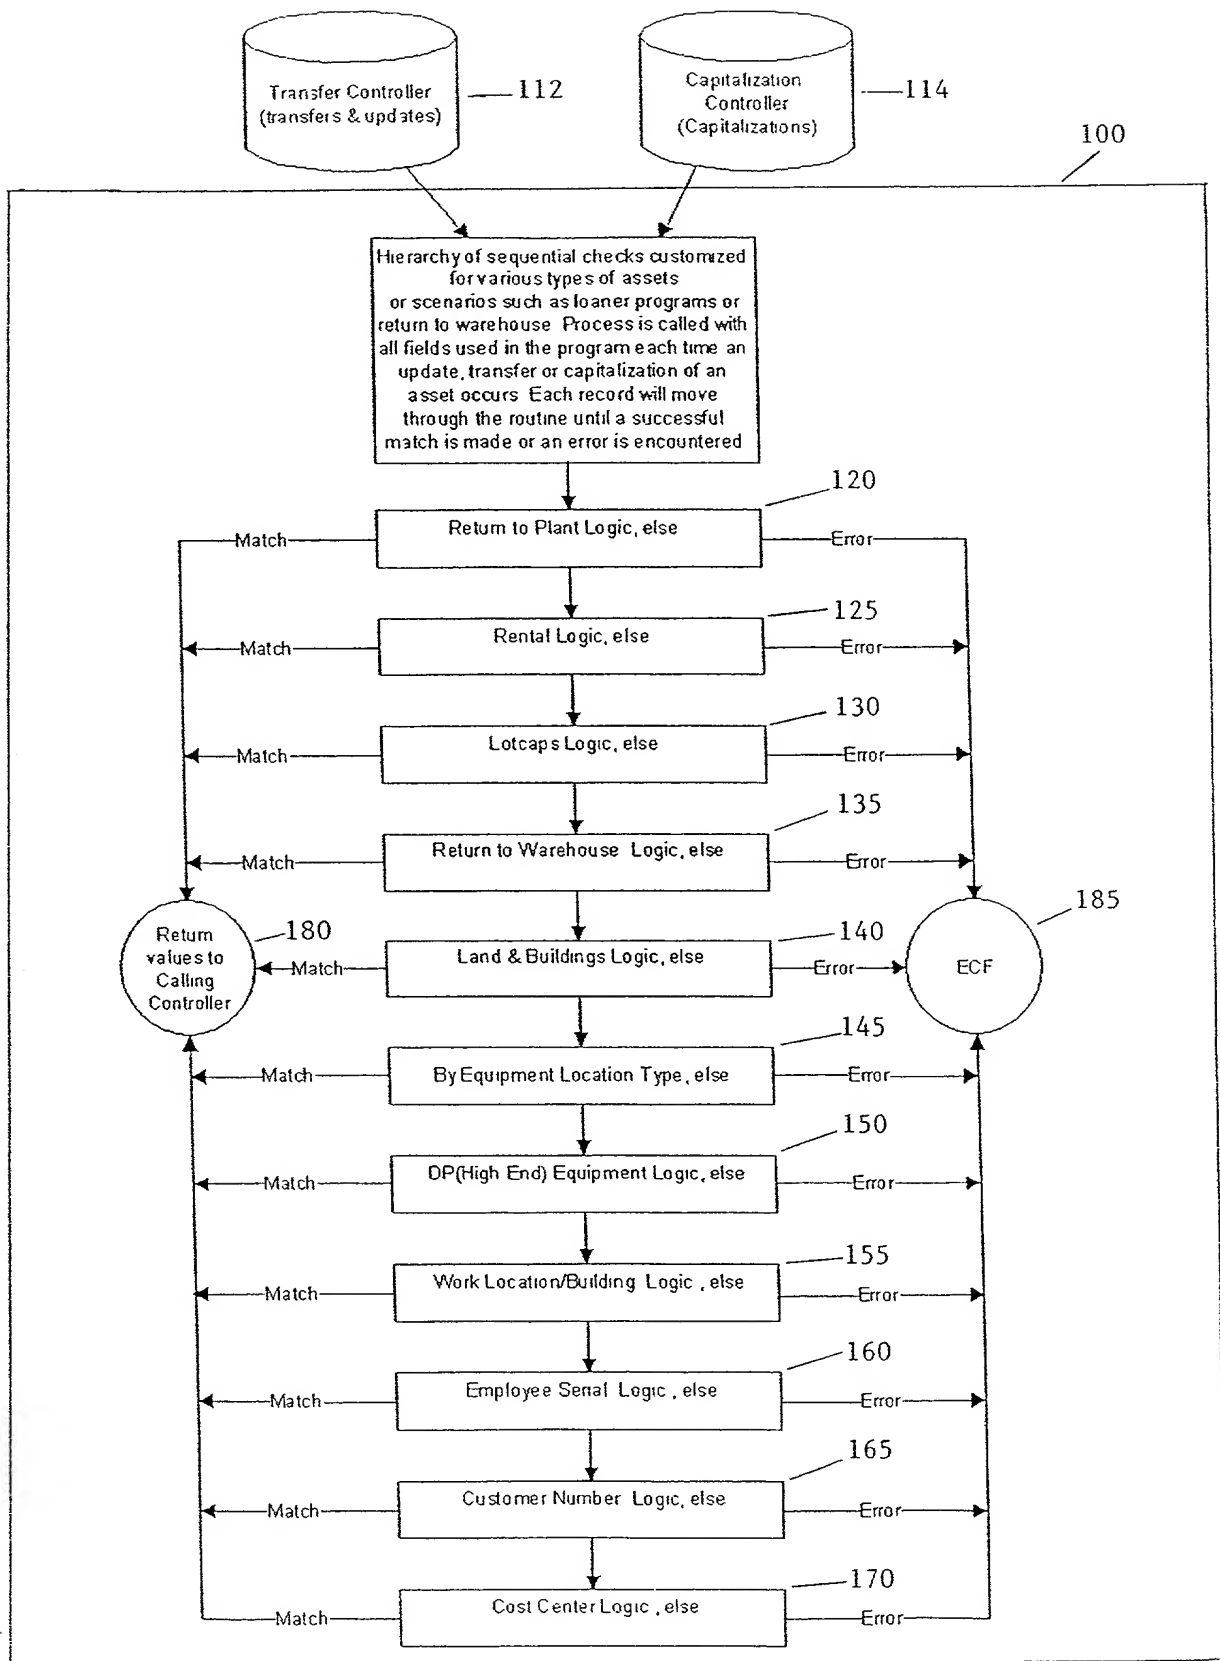 Transfer Controller
(transfers & updates)
112
Capitalization
Controller
(Capitalizations)
114
100
Hierarchy of sequential checks customized
for various types of assets
or scenarios such as loaner programs or
return to warehouse Process is called with
all fields used in the program each time an
update, transfer or capitalization of an
asset occurs Each record will move
through the routine until a successful
match is made or an error is encountered
120
Match
Return to Plant Logic, else
Error
125
Match
Rental Logic, else
Error
130
Match
Lotcaps Logic, else
Error
135
Match
Return to Warehouse Logic, else
Error
Return
values to
Calling
Controller
180
Match
140
Land & Buildings Logic, else
Error
185
ECF
145
Match
By Equipment Location Type, else
Error
150
Match
DP(High End) Equipment Logic, else
Error
155
Match
Work Location/Building Logic, else
Error
160
Match
Employee Serial Logic, else
Error
165
Match
Customer Number Logic, else
Error
170
Match
Cost Center Logic, else
Error